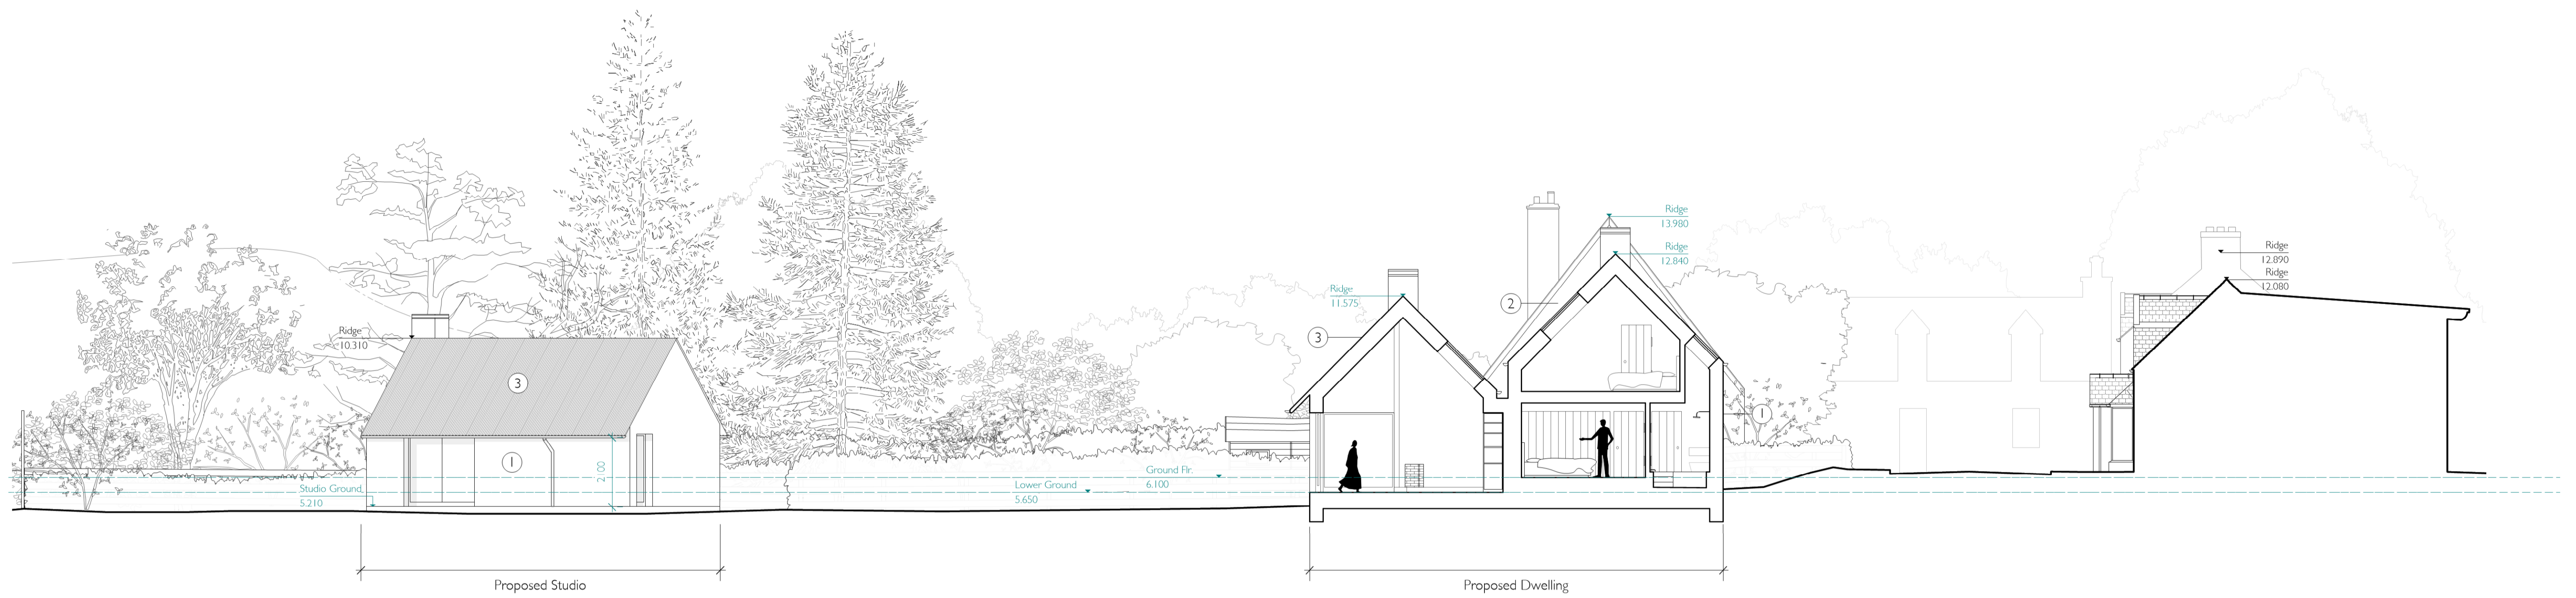 Ridge
13.980
Ridge
12.840
Ridge
12.890
Ridge
12.080
Ridge
11.575
2
3
Ridge
10.310
3
1
1
2.00
Studio Ground
5.210
Ground Flr.
6.100
Lower Ground
5.650
Proposed Studio
Proposed Dwelling